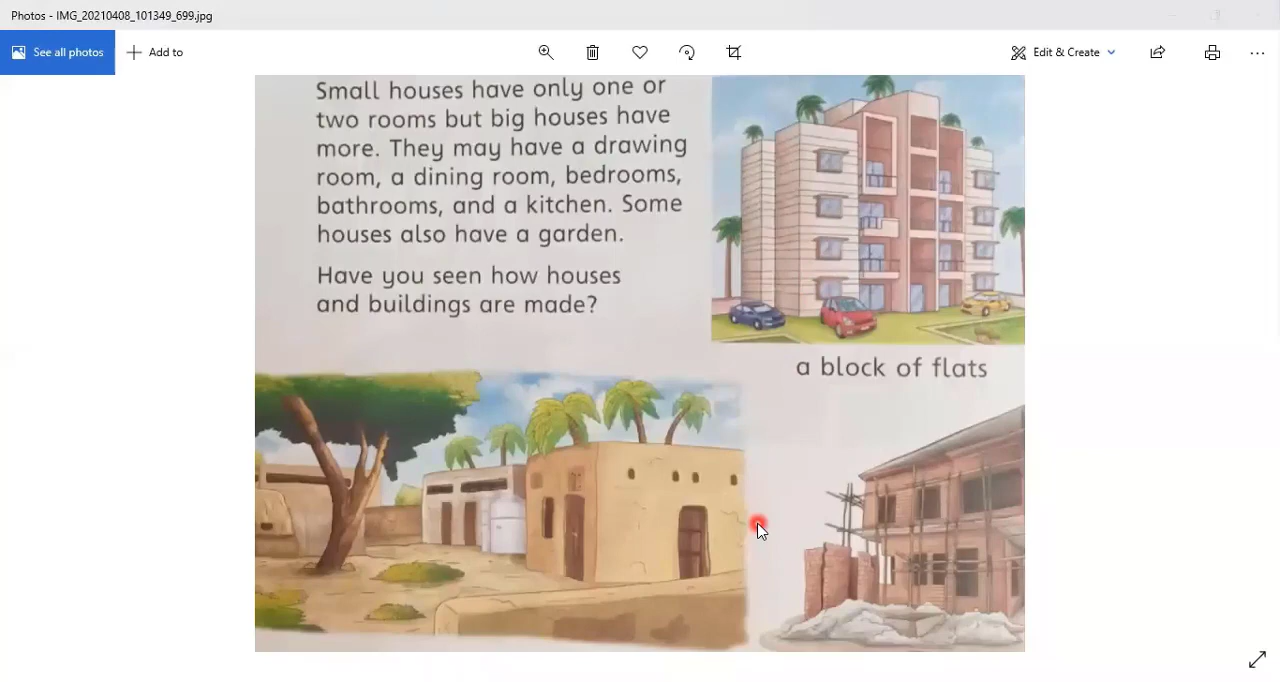 Photos - IMG_20210408_101349_699.jpg
See all photos
Add to
Edit & Create
Small houses have only one or
two rooms but big houses have
more. They may have a drawing
room, a dining room, bedrooms,
bathrooms, and a kitchen. Some
houses also have a garden.
Have you seen how houses
and buildings are made?
a block of flats